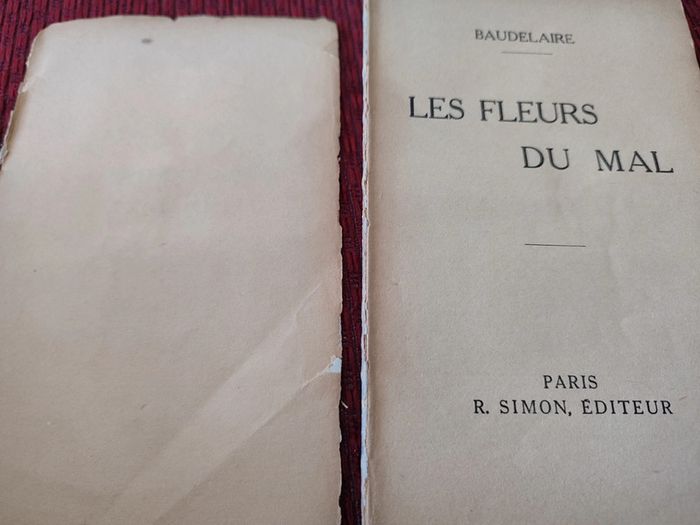 BAUDELAIRE
LES FLEURS
DU MAL
PARIS
R. SIMON, ÉDITEUR